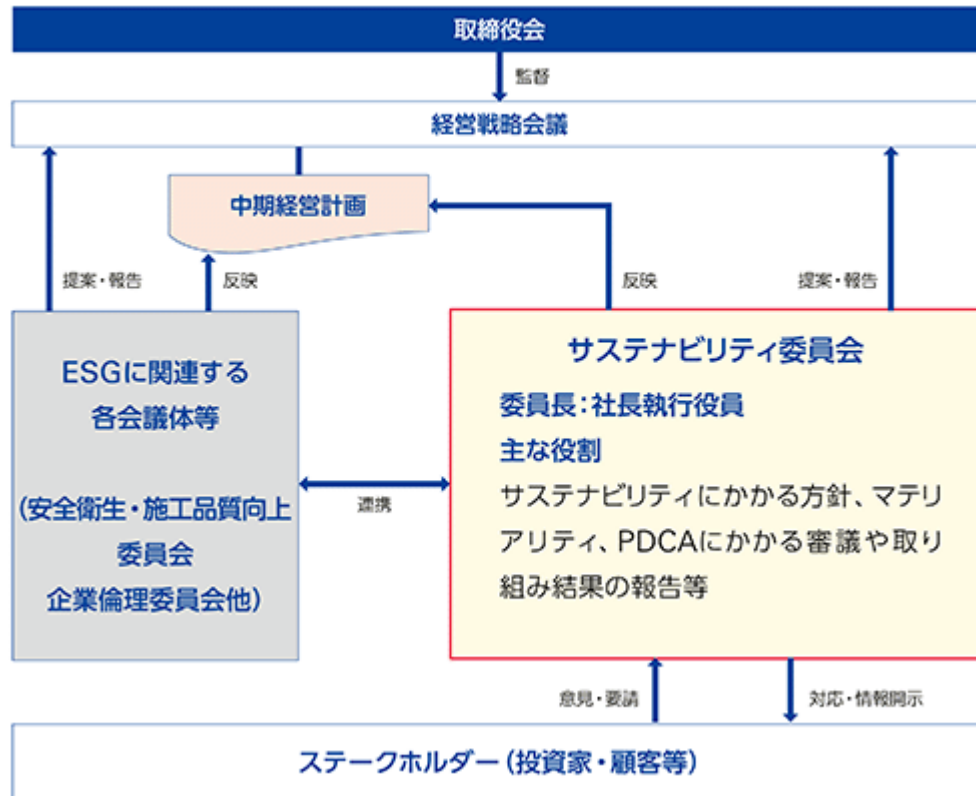 取締役会
監督
経営戦略会議
中期経営計画
提案・報告
反映
反映
提案・報告
ESGに関連する
各会議体等
(安全衛生・施工品質向上
委員会
企業倫理委員会他)
連携
サステナビリティ委員会
委員長:社長執行役員
主な役割
サステナビリティにかかる方針、マテリ
アリティ、PDCAにかかる審議や取り
組み結果の報告等
意見・要請
対応・情報開示
ステークホルダー(投資家・顧客等)